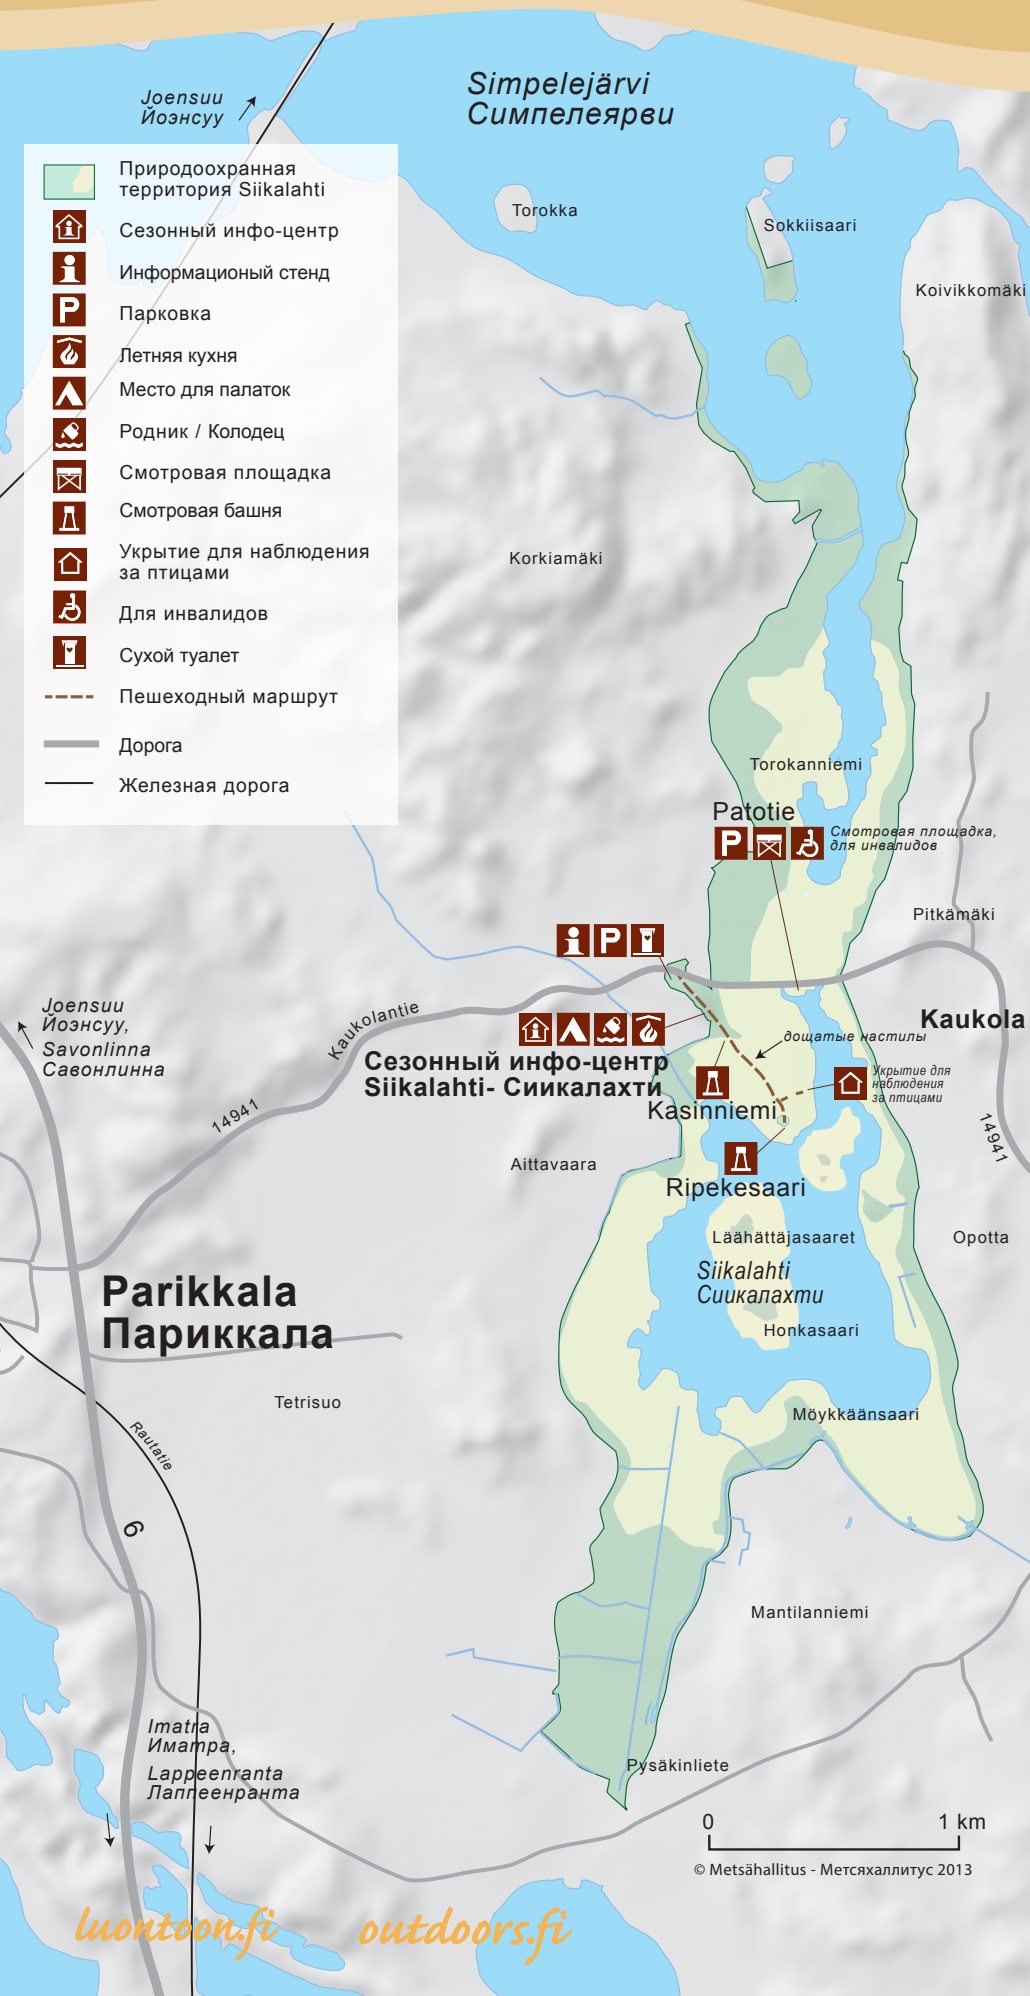 Simpelejärvi
Симпелеярви
Joensuu
Йоэнсуу
Природоохранная
территория Siikalahti
Сезонный инфо-центр
Информационый стенд
Парковка
Летняя кухня
Место для палаток
Родник / Колодец
Смотровая площадка
Смотровая башня
Укрытие для наблюдения
за птицами
Для инвалидов
Сухой туалет
Пешеходный маршрут
Дорога
Железная дорога
Torokka
Sokkiisaari
Koivikkomäki
Korkiamäki
Torokanniemi
Patotie
P
Смотровая площадка,
для инвалидов
Pitkämäki
P
Joensuu
Йоэнсуу,
Savonlinna
Савонлинна
Kaukolantie
Kaukola
дощатые настилы
Сезонный инфо-центр
Siikalahti- Сиикалахти
Укрытие для
наблюдения
за птицами
Kasinniemi
14941
14941
Aittavaara
Ripekesaari
Läähättäjasaaret
Opotta
Siikalahti
Сиикалахти
Parikkala
Париккала
Honkasaari
Tetrisuo
Möykkäänsaari
Rautatie
6
Mantilanniemi
Imatra
Иматра,
Lappeenranta
Лаппеенранта
Pysäkinliete
0 1 km
© Metsähallitus - Метсяхаллитус 2013
luontoon.fi outdoors.fi